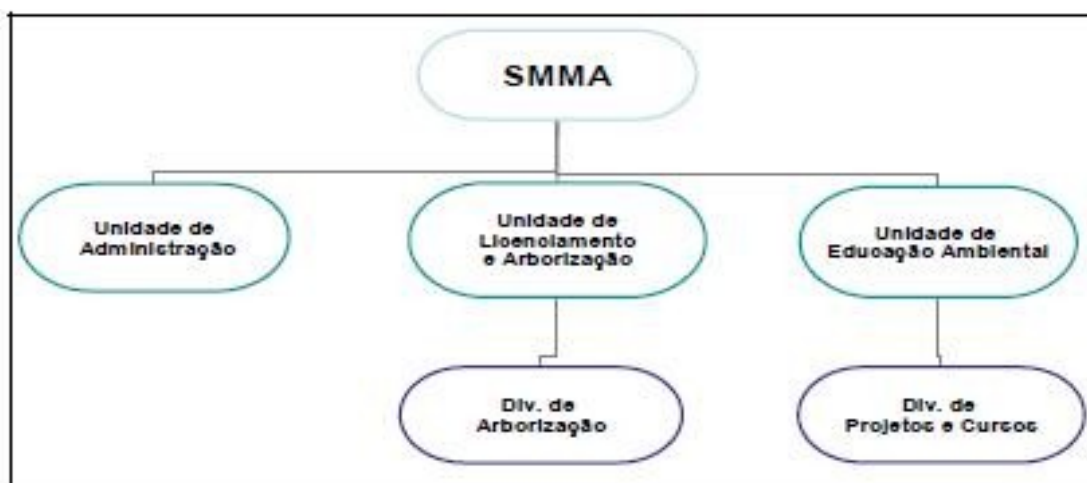 SMMA
Unidade de
Administração
Unidade de
Licenciamento
e Arborização
Unidade de
Educação Ambiental
Div. de
Arborização
Div. de
Projetos e Cursos